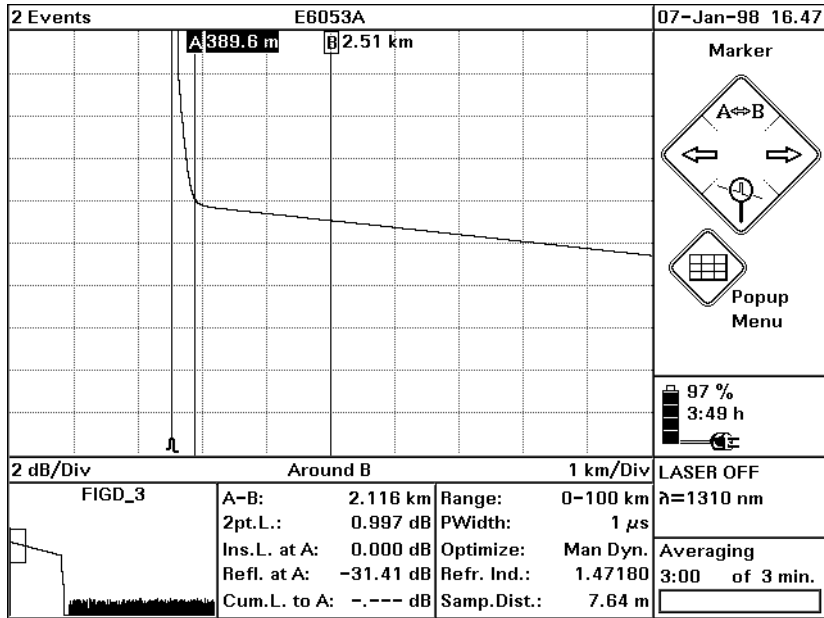 2 Events E6053A 07-Jan-98 16.47
A 389.6 m B 2.51 km
Marker
A⇔B
Popup
Menu
97 %
3:49 h
2 dB/Div Around B 1 km/Div
LASER OFF
λ=1310 nm
Averaging
3:00 of 3 min.
FIGD_3
A-B: 2.116 km
2pt.L.: 0.997 dB
Ins.L. at A: 0.000 dB
Refl. at A: -31.41 dB
Cum.L. to A: -.--- dB
Range: 0-100 km
PWidth: 1 µs
Optimize: Man Dyn.
Refr. Ind.: 1.47180
Samp.Dist.: 7.64 m